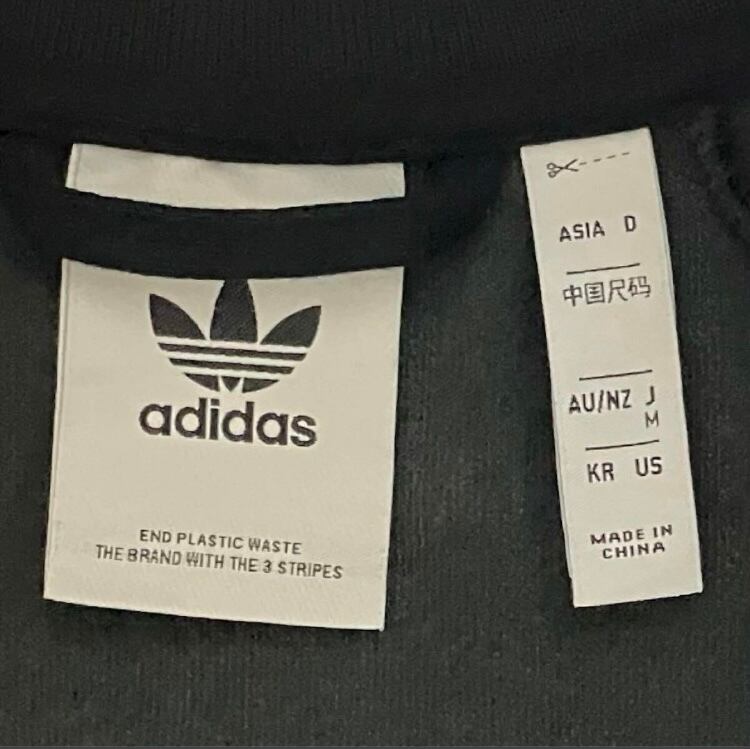 adidas
END PLASTIC WASTE
THE BRAND WITH THE 3 STRIPES
ASIA D
中国尺码
AU/NZ J
M
KR US
MADE IN
CHINA